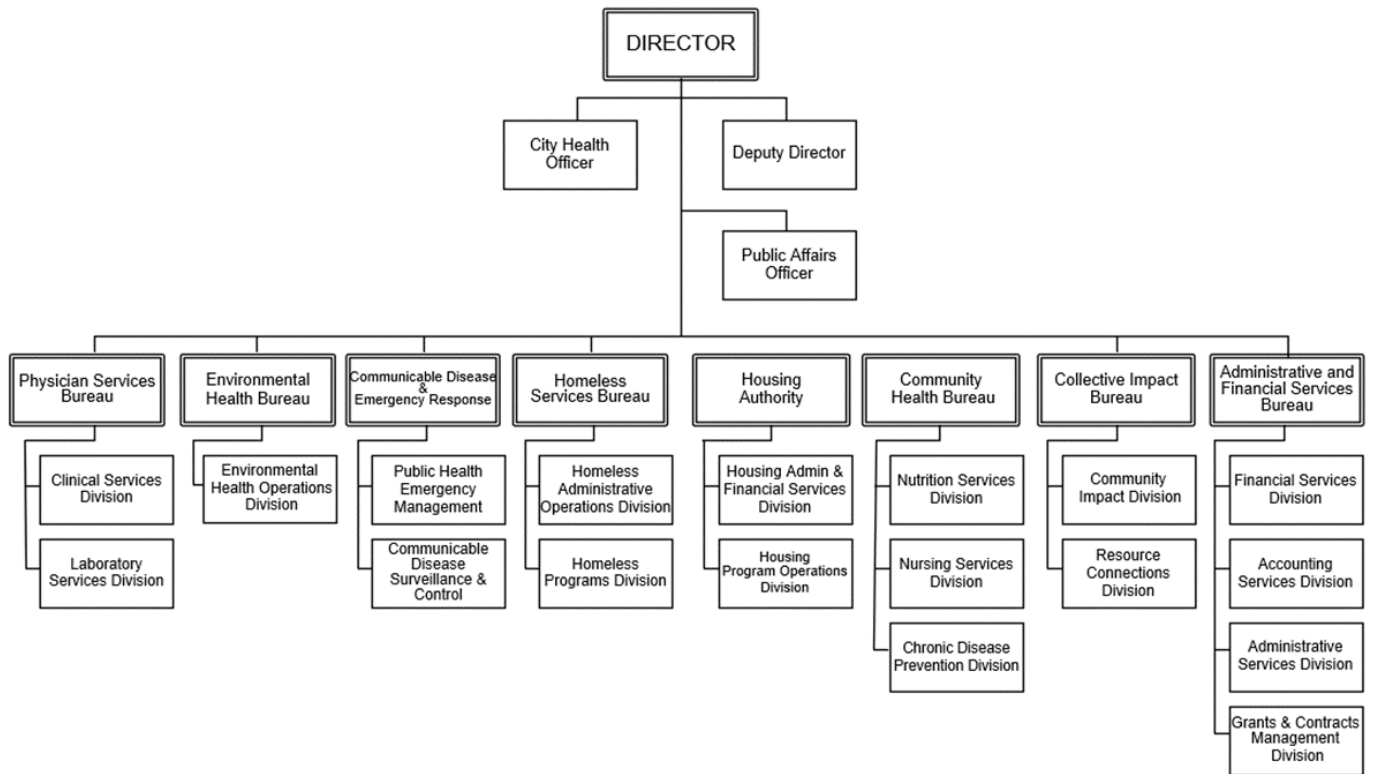 DIRECTOR
City Health
Officer
Deputy Director
Public Affairs
Officer
Physician Services
Bureau
Environmental
Health Bureau
Communicable Disease
&
Emergency Response
Homeless
Services Bureau
Housing
Authority
Community
Health Bureau
Collective Impact
Bureau
Administrative and
Financial Services
Bureau
Clinical Services
Division
Laboratory
Services Division
Environmental
Health Operations
Division
Public Health
Emergency
Management
Communicable
Disease
Surveillance &
Control
Homeless
Administrative
Operations Division
Homeless
Programs Division
Housing Admin &
Financial Services
Division
Housing
Program Operations
Division
Nutrition Services
Division
Nursing Services
Division
Chronic Disease
Prevention Division
Community
Impact Division
Resource
Connections
Division
Financial Services
Division
Accounting
Services Division
Administrative
Services Division
Grants & Contracts
Management
Division